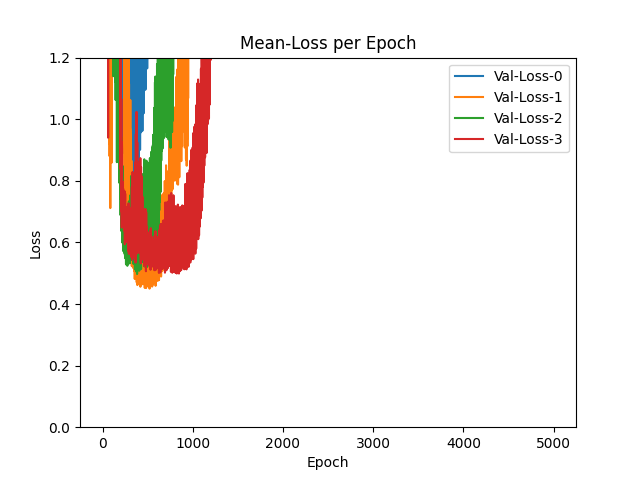 Mean-Loss per Epoch
1.2
1.0
0.8
0.6
0.4
0.2
0.0
Loss
Val-Loss-0
Val-Loss-1
Val-Loss-2
Val-Loss-3
0 1000 2000 3000 4000 5000
Epoch